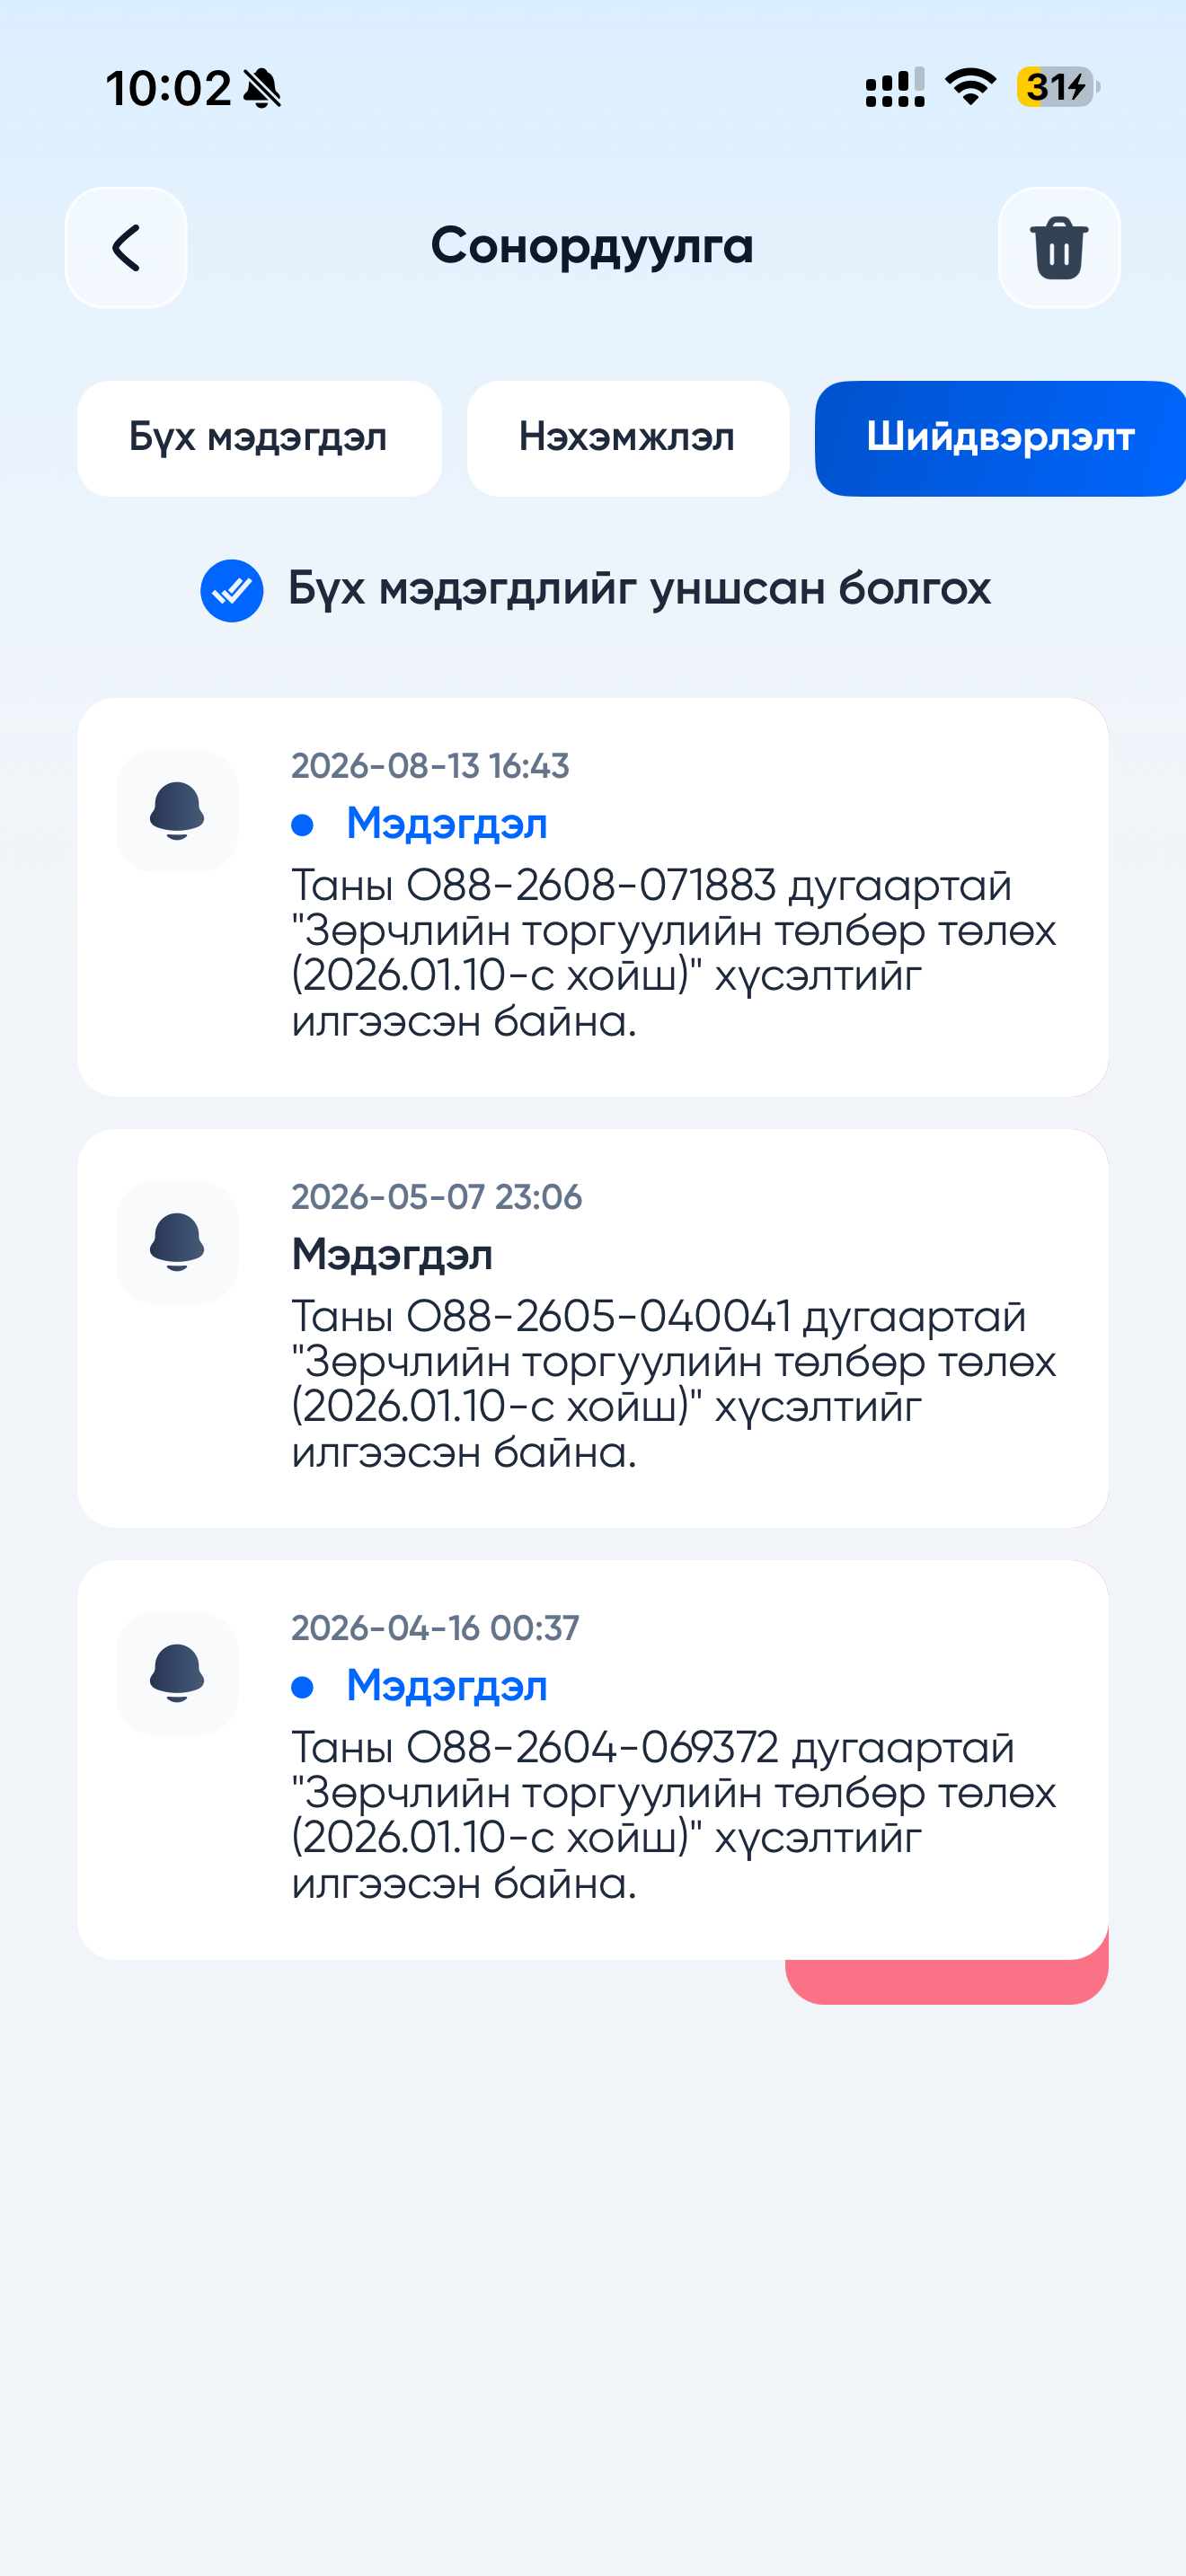 10:02
31
Сонордуулга
Бүх мэдэгдэл
Нэхэмжлэл
Шийдвэрлэлт
Бүх мэдэгдлийг уншсан болгох
2026-08-13 16:43
Мэдэгдэл
Таны О88-2608-071883 дугаартай
"Зөрчлийн торгуулийн төлбөр төлөх
(2026.01.10-с хойш)" хүсэлтийг
илгээсэн байна.
2026-05-07 23:06
Мэдэгдэл
Таны О88-2605-040041 дугаартай
"Зөрчлийн торгуулийн төлбөр төлөх
(2026.01.10-с хойш)" хүсэлтийг
илгээсэн байна.
2026-04-16 00:37
Мэдэгдэл
Таны О88-2604-069372 дугаартай
"Зөрчлийн торгуулийн төлбөр төлөх
(2026.01.10-с хойш)" хүсэлтийг
илгээсэн байна.